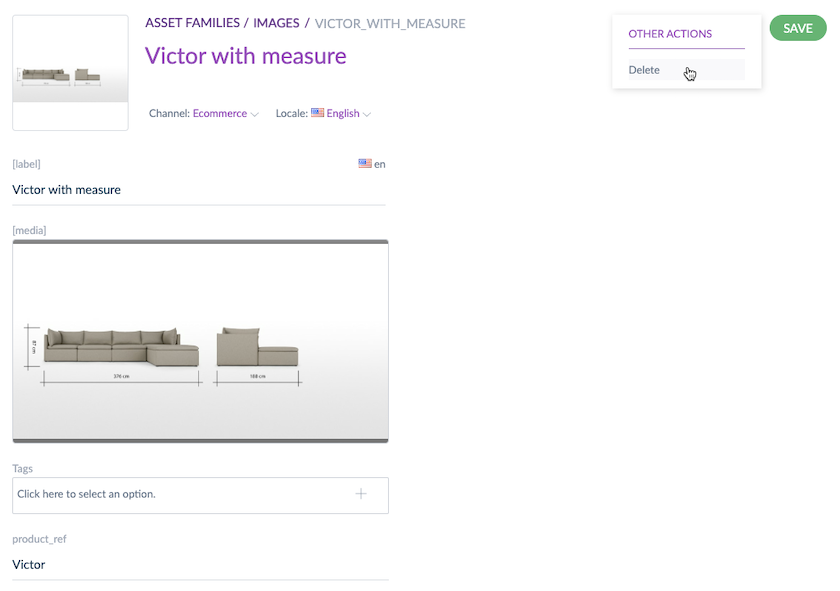 ASSET FAMILIES / IMAGES / VICTOR_WITH_MEASURE
Victor with measure
Channel: Ecommerce Locale: English
OTHER ACTIONS
Delete
SAVE
[label] en
Victor with measure
[media]
87 cm
376 cm
168 cm
Tags
Click here to select an option.
product_ref
Victor